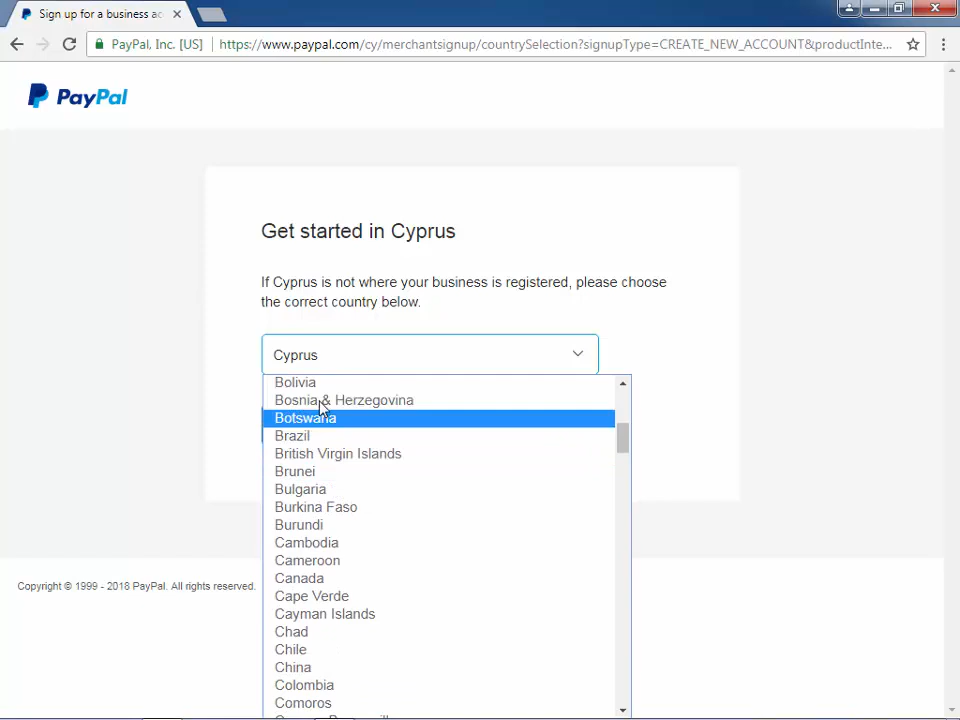 Sign up for a business ac
PayPal, Inc. [US]
https://www.paypal.com/cy/merchantsignup/countrySelection?signupType=CREATE_NEW_ACCOUNT&productInte...
PayPal
Get started in Cyprus
If Cyprus is not where your business is registered, please choose
the correct country below.
Cyprus
Bolivia
Bosnia & Herzegovina
Botswana
Brazil
British Virgin Islands
Brunei
Bulgaria
Burkina Faso
Burundi
Cambodia
Cameroon
Canada
Cape Verde
Cayman Islands
Chad
Chile
China
Colombia
Comoros
Copyright © 1999 - 2018 PayPal. All rights reserved.